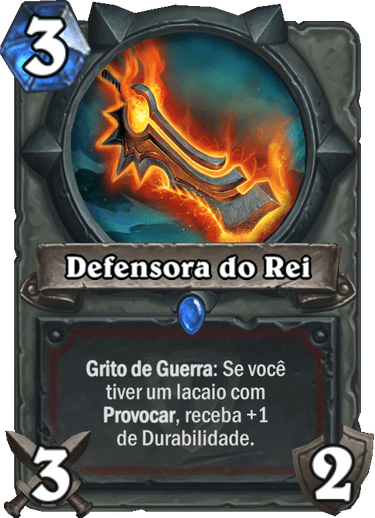 3
Defensora do Rei
Grito de Guerra: Se você
tiver um lacaio com
Provocar, receba +1
de Durabilidade.
3
2